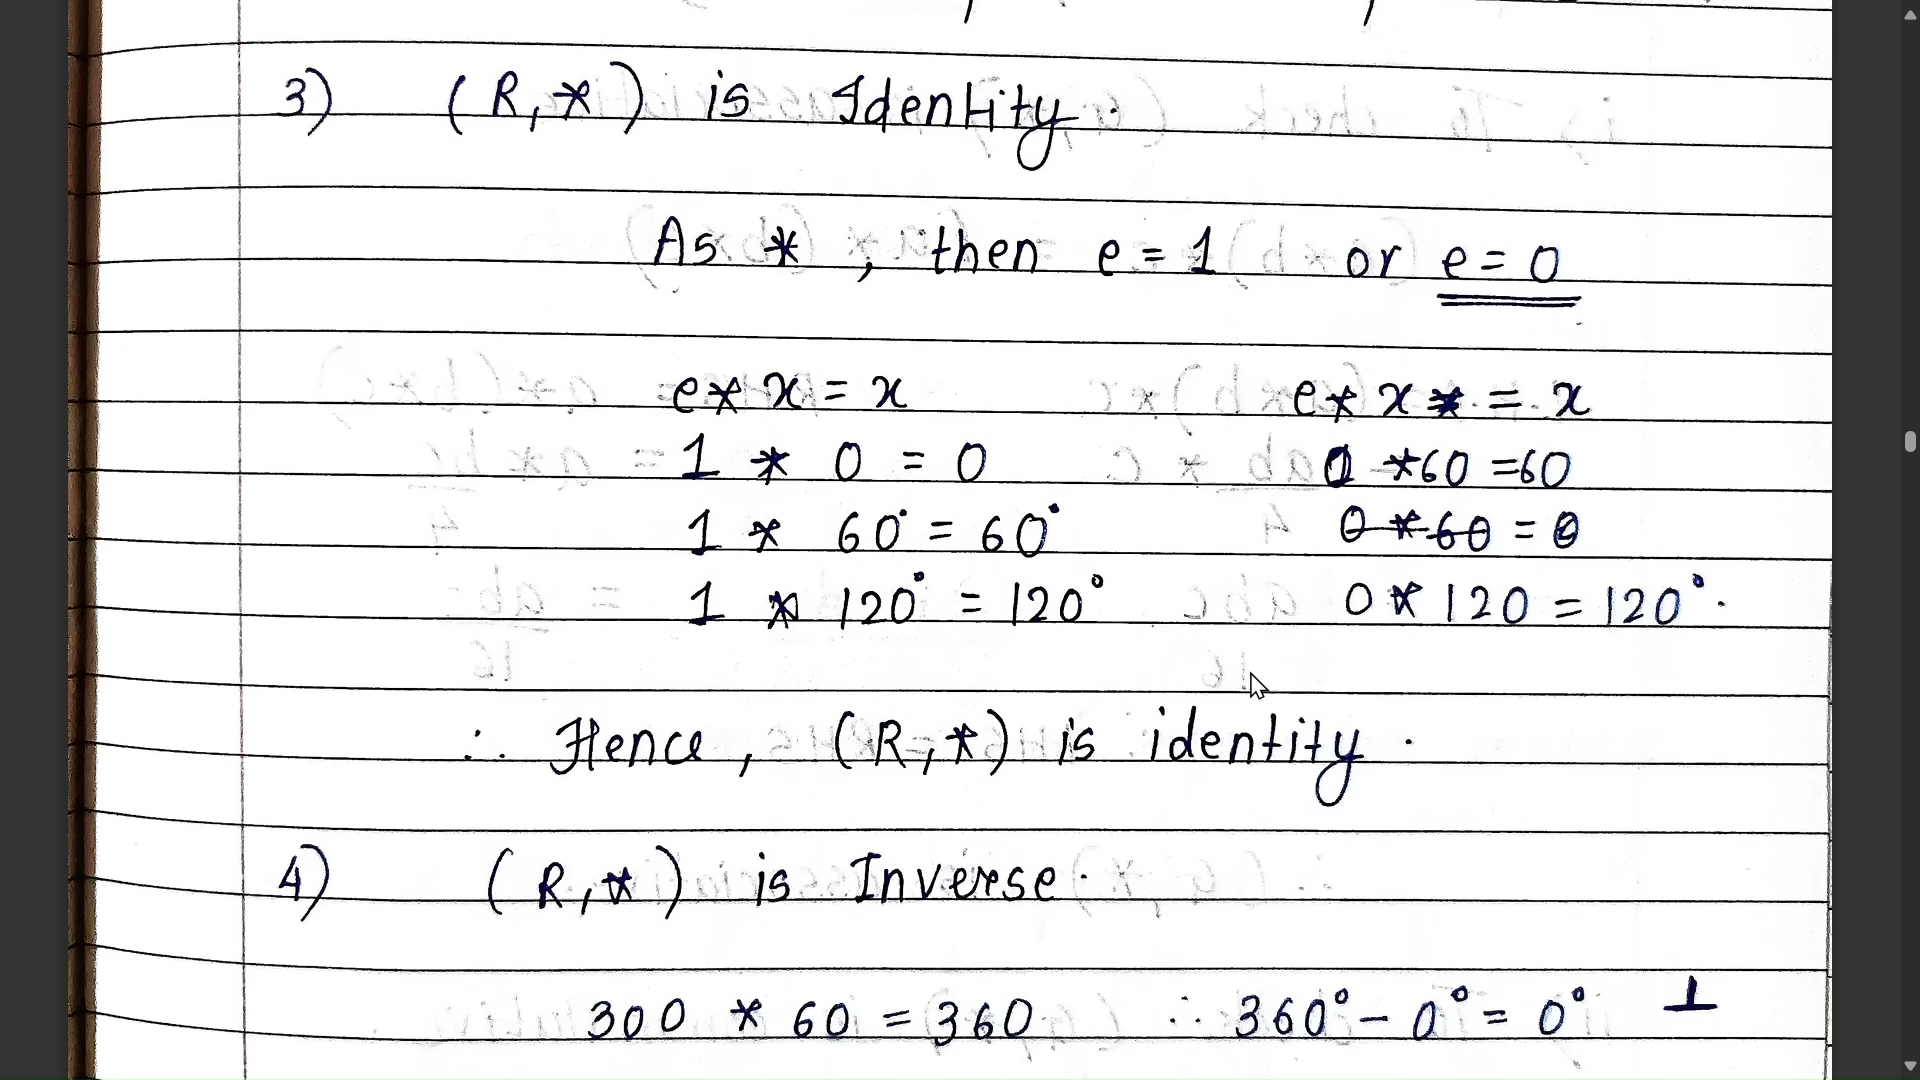 3) (R, *) is Identity.
As *, then e = 1 or e = 0
e * x = x e * x * = x
1 * 0 = 0 0 * 60 = 60
1 * 60° = 60° 0 * 60 = 0
1 * 120° = 120° 0 * 120 = 120°.
∴ Hence, (R, *) is identity.
4) (R, *) is Inverse.
300 * 60 = 360 ∴ 360° - 0° = 0° ⊥